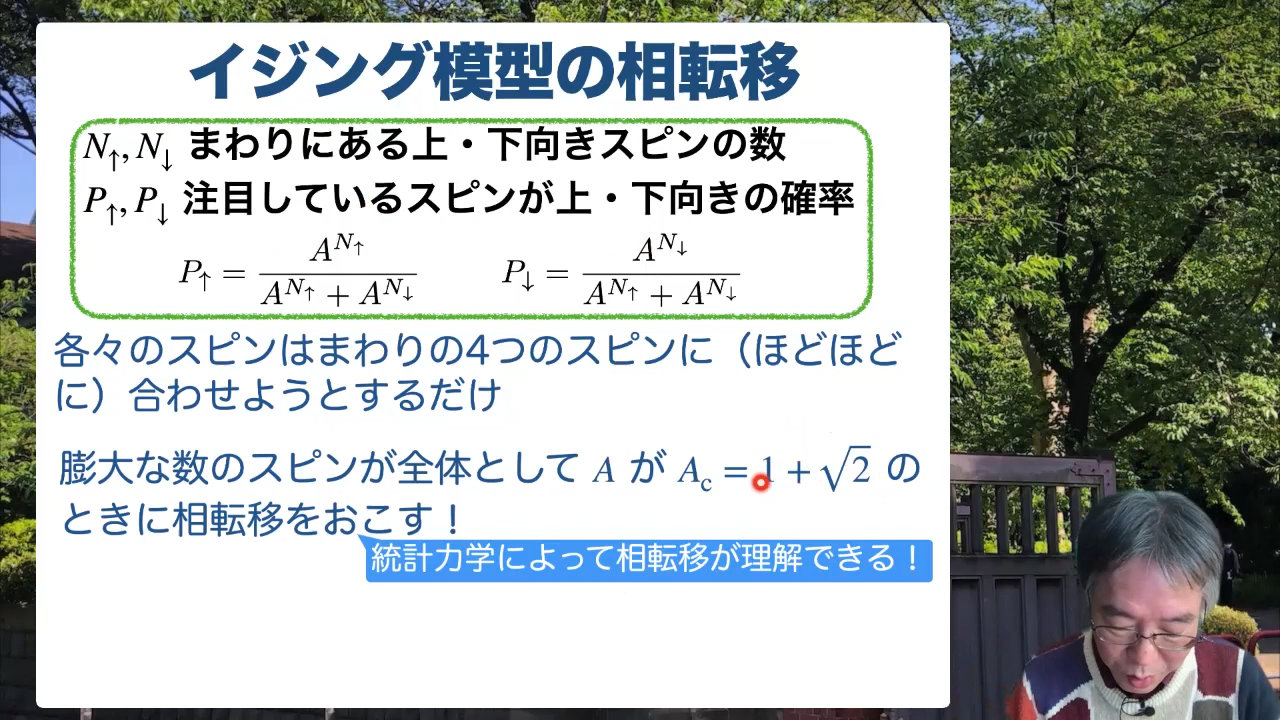 イジング模型の相転移
N↑, N↓ まわりにある上・下向きスピンの数
P↑, P↓ 注目しているスピンが上・下向きの確率
P↑ = A^{N↑} / (A^{N↑} + A^{N↓}) P↓ = A^{N↓} / (A^{N↑} + A^{N↓})
各々のスピンはまわりの4つのスピンに（ほどほど
に）合わせようとするだけ
膨大な数のスピンが全体として A が A_c = 1 + √2 の
ときに相転移をおこす！
統計力学によって相転移が理解できる！